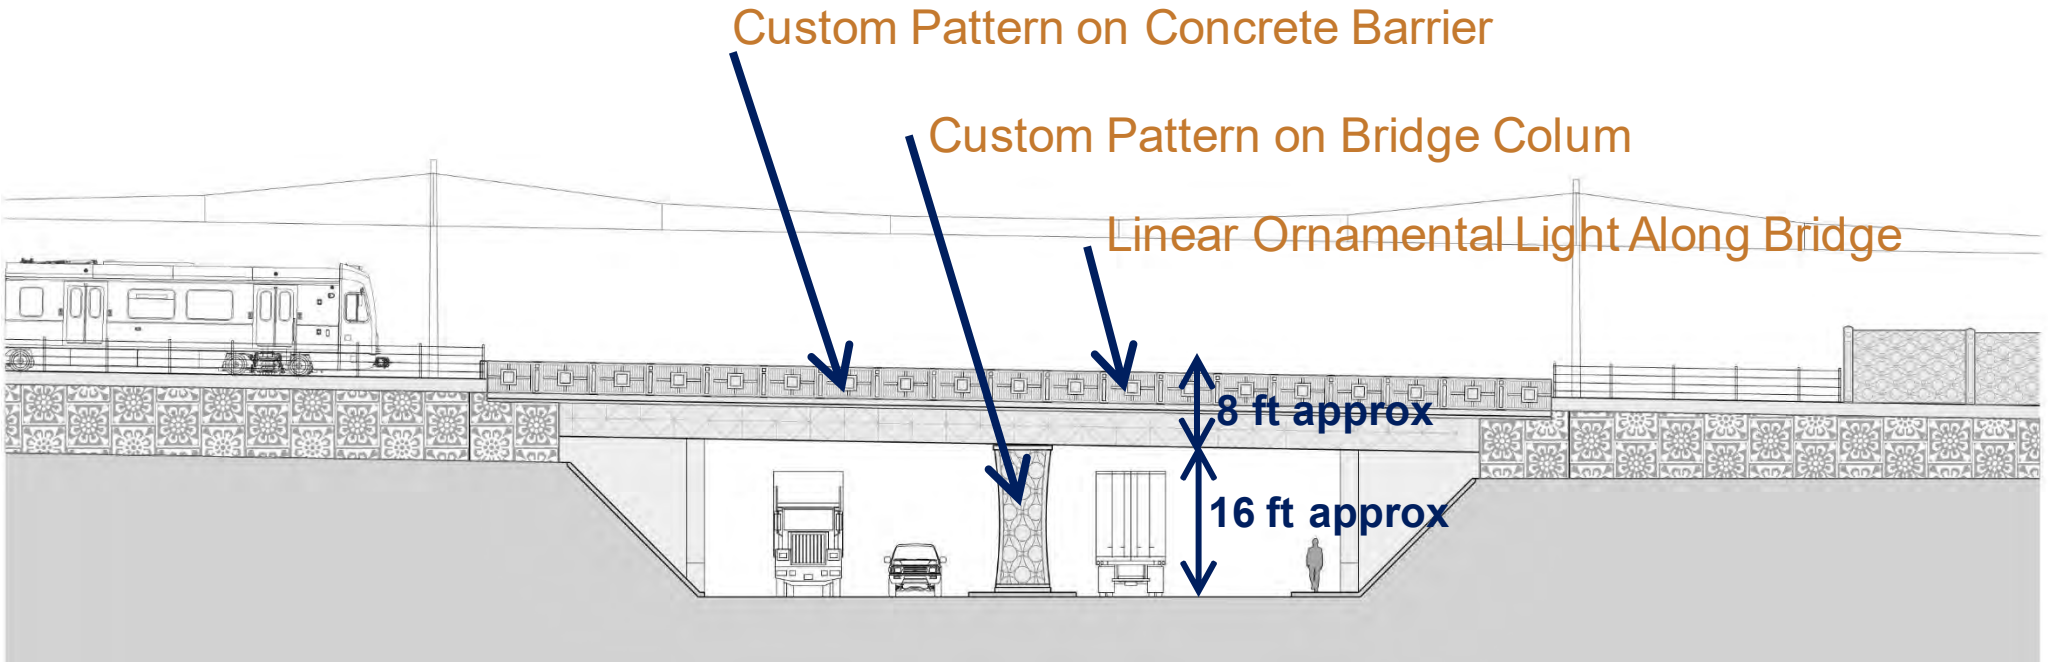 Custom Pattern on Concrete Barrier
Custom Pattern on Bridge Colum
Linear Ornamental Light Along Bridge
8 ft approx
16 ft approx